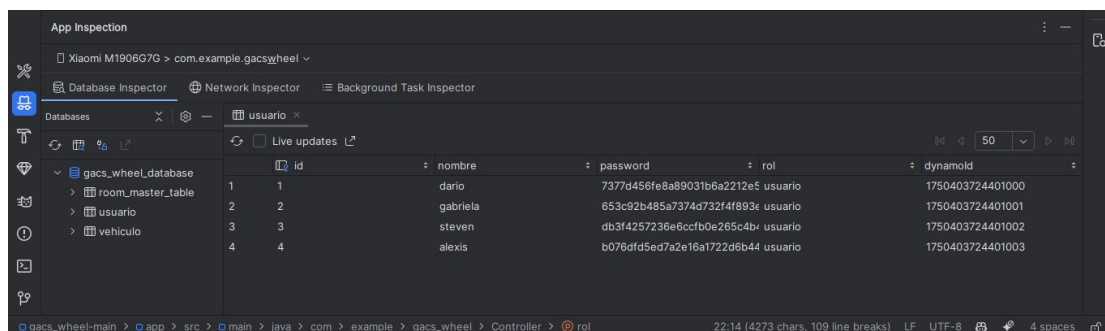 App Inspection
Xiaomi M1906G7G > com.example.gacswheel
Database Inspector Network Inspector Background Task Inspector
Databases usuario
Live updates 50
gacs_wheel_database
room_master_table
usuario
vehiculo
id nombre password rol dynamoId
1 1 dario 7377d456fe8a89031b6a2212e5 usuario 1750403724401000
2 2 gabriela 653c92b485a7374d732f4f893e usuario 1750403724401001
3 3 steven db3f4257236e6ccfb0e265c4b4 usuario 1750403724401002
4 4 alexis b076dfd5ed7a2e16a1722d6b44 usuario 1750403724401003
gacs_wheel-main > app > src > main > java > com > example > gacs_wheel > Controller > rol 22:14 (4273 chars, 109 line breaks) LF UTF-8 4 spaces